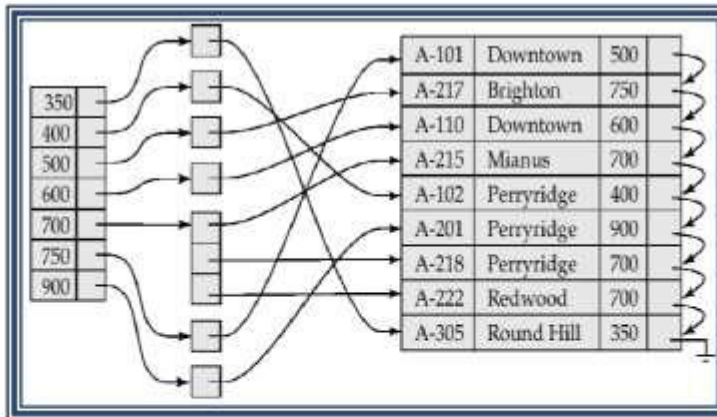 350
400
500
600
700
750
900
A-101 Downtown 500
A-217 Brighton 750
A-110 Downtown 600
A-215 Mianus 700
A-102 Perryridge 400
A-201 Perryridge 900
A-218 Perryridge 700
A-222 Redwood 700
A-305 Round Hill 350